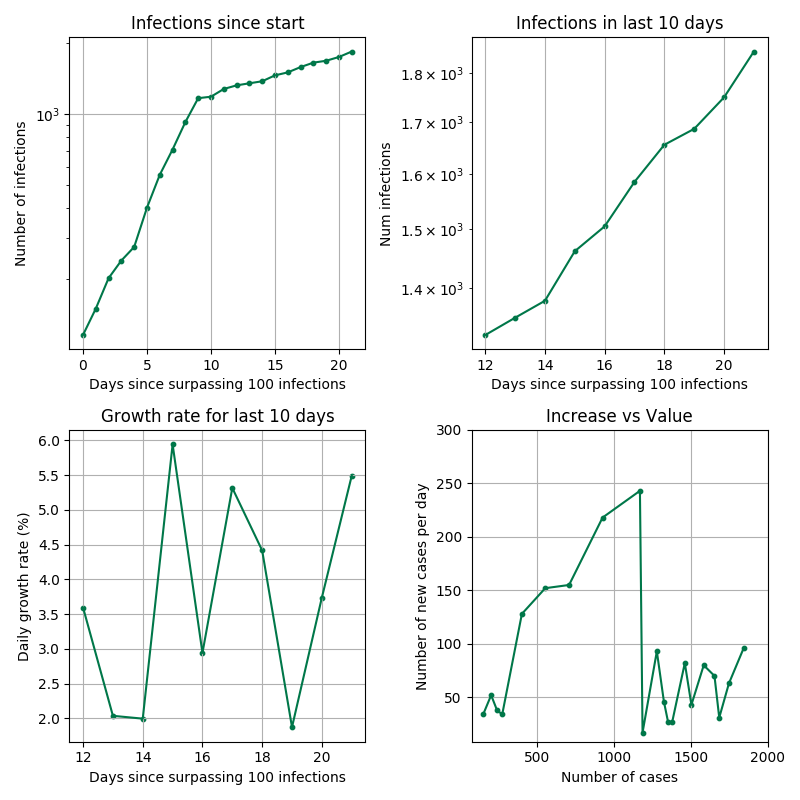 Infections since start
Number of infections
10³
0 5 10 15 20
Days since surpassing 100 infections
Infections in last 10 days
Num infections
1.8 × 10³
1.7 × 10³
1.6 × 10³
1.5 × 10³
1.4 × 10³
12 14 16 18 20
Days since surpassing 100 infections
Growth rate for last 10 days
Daily growth rate (%)
6.0
5.5
5.0
4.5
4.0
3.5
3.0
2.5
2.0
12 14 16 18 20
Days since surpassing 100 infections
Increase vs Value
Number of new cases per day
300
250
200
150
100
50
500 1000 1500 2000
Number of cases